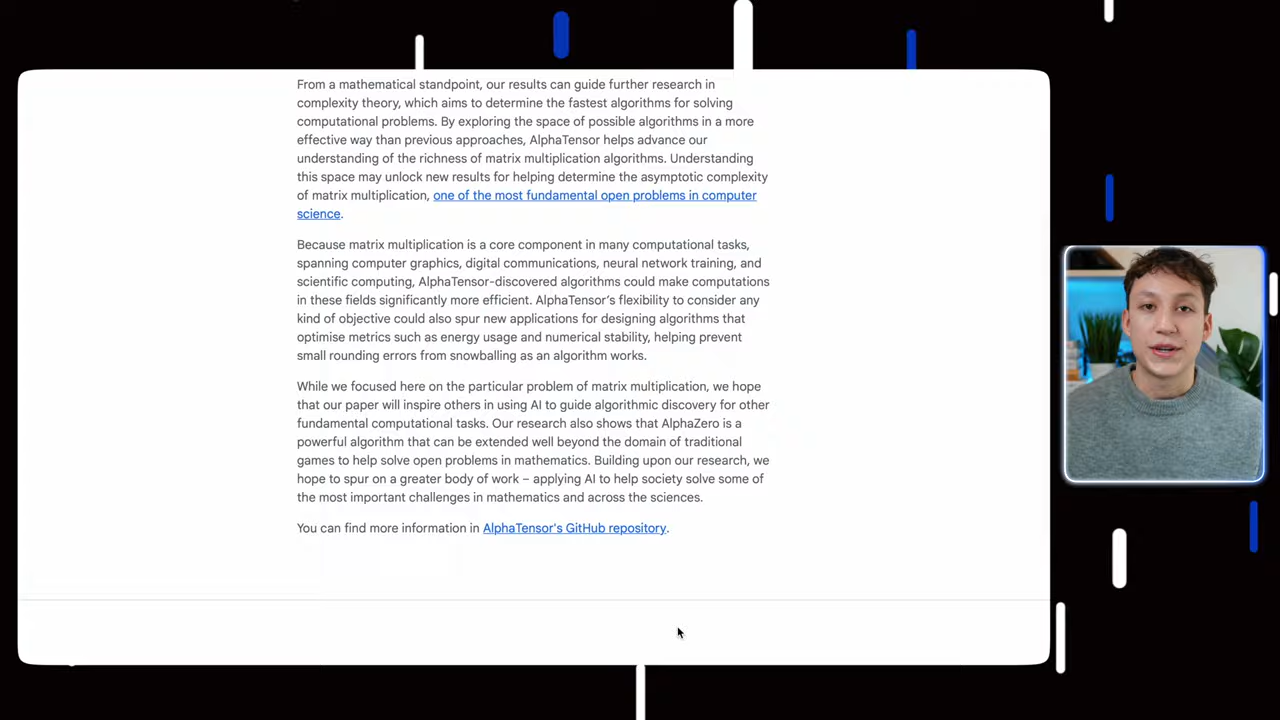 From a mathematical standpoint, our results can guide further research in
complexity theory, which aims to determine the fastest algorithms for solving
computational problems. By exploring the space of possible algorithms in a more
effective way than previous approaches, AlphaTensor helps advance our
understanding of the richness of matrix multiplication algorithms. Understanding
this space may unlock new results for helping determine the asymptotic complexity
of matrix multiplication, one of the most fundamental open problems in computer
science.
Because matrix multiplication is a core component in many computational tasks,
spanning computer graphics, digital communications, neural network training, and
scientific computing, AlphaTensor-discovered algorithms could make computations
in these fields significantly more efficient. AlphaTensor's flexibility to consider any
kind of objective could also spur new applications for designing algorithms that
optimise metrics such as energy usage and numerical stability, helping prevent
small rounding errors from snowballing as an algorithm works.
While we focused here on the particular problem of matrix multiplication, we hope
that our paper will inspire others in using AI to guide algorithmic discovery for other
fundamental computational tasks. Our research also shows that AlphaZero is a
powerful algorithm that can be extended well beyond the domain of traditional
games to help solve open problems in mathematics. Building upon our research, we
hope to spur on a greater body of work – applying AI to help society solve some of
the most important challenges in mathematics and across the sciences.
You can find more information in AlphaTensor's GitHub repository.